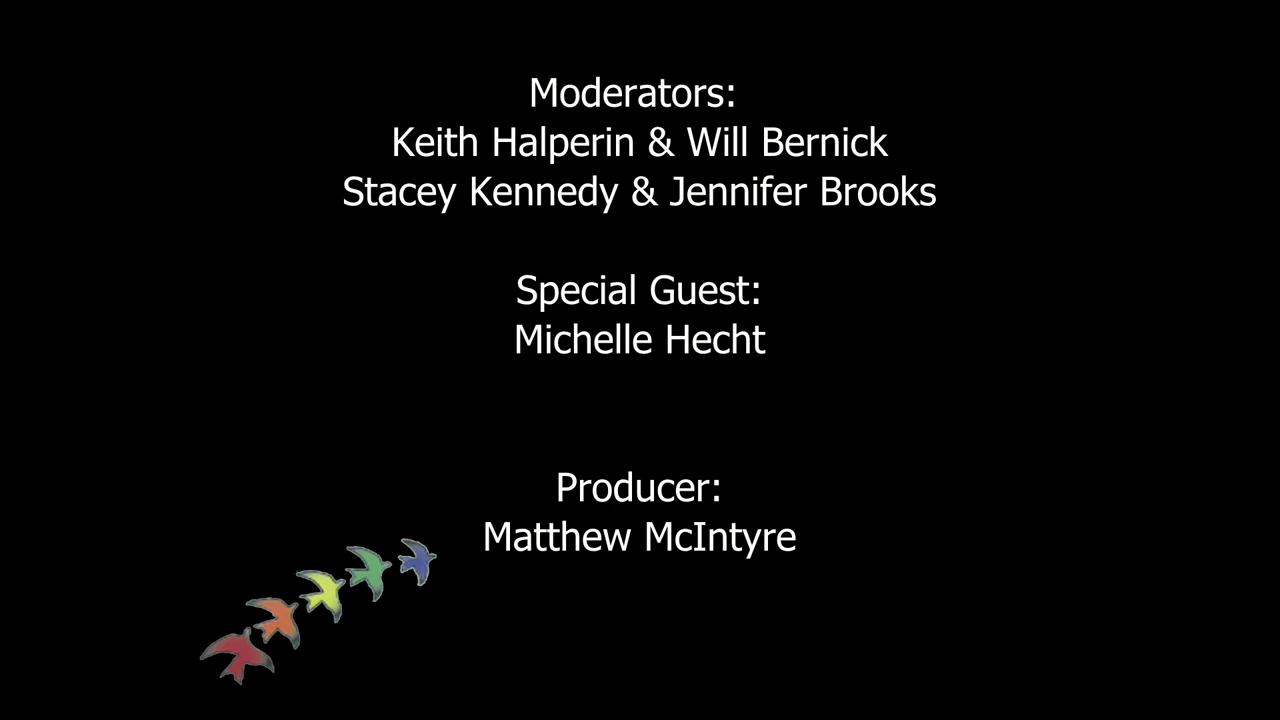 Moderators:
Keith Halperin & Will Bernick
Stacey Kennedy & Jennifer Brooks
Special Guest:
Michelle Hecht
Producer:
Matthew McIntyre